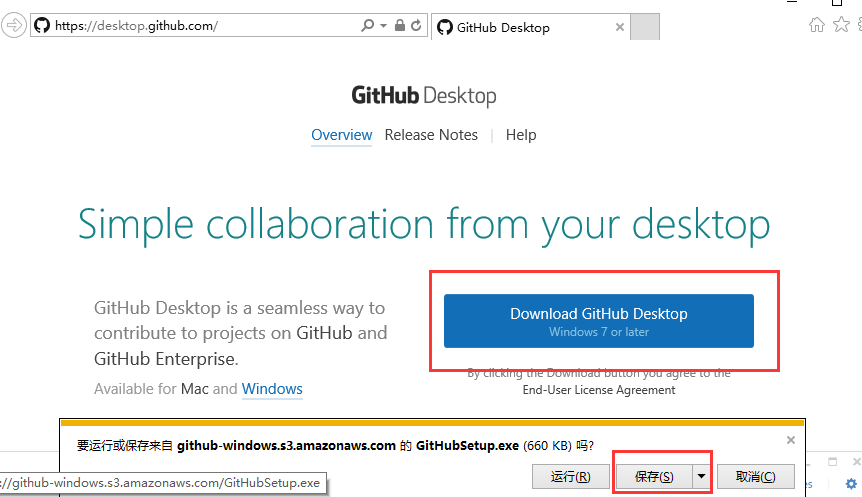 https://desktop.github.com/
GitHub Desktop
GitHub Desktop
Overview Release Notes | Help
Simple collaboration from your desktop
GitHub Desktop is a seamless way to
contribute to projects on GitHub and
GitHub Enterprise.
Available for Mac and Windows
Download GitHub Desktop
Windows 7 or later
By clicking the Download button you agree to the
End-User License Agreement
要运行或保存来自 github-windows.s3.amazonaws.com 的 GitHubSetup.exe (660 KB) 吗?
运行(R)
保存(S)
取消(C)
://github-windows.s3.amazonaws.com/GitHubSetup.exe